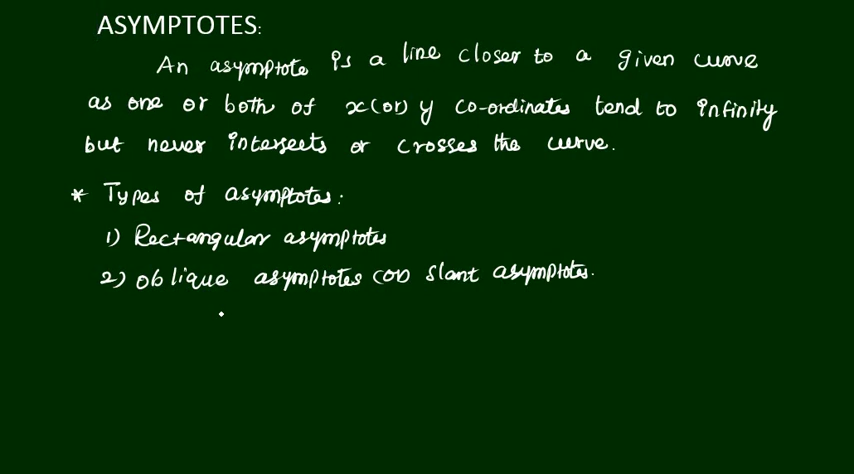 ASYMPTOTES:
An asymptote is a line closer to a given curve
as one or both of x(or) y co-ordinates tend to infinity
but never intersects or crosses the curve.
* Types of asymptotes:
1) Rectangular asymptotes
2) oblique asymptotes (or) slant asymptotes.